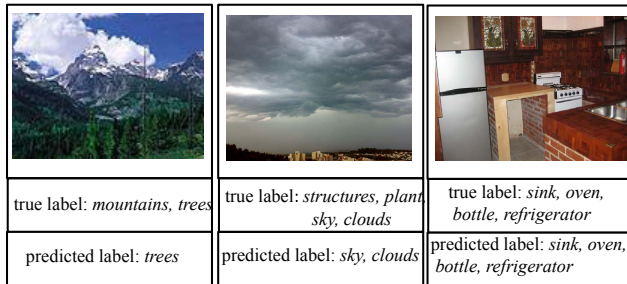 true label: mountains, trees
predicted label: trees
true label: structures, plant,
sky, clouds
predicted label: sky, clouds
true label: sink, oven,
bottle, refrigerator
predicted label: sink, oven,
bottle, refrigerator